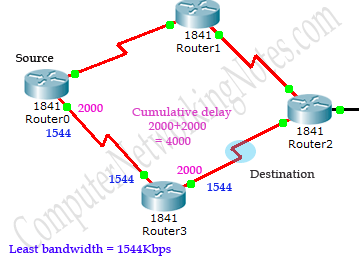 1841
Router1
Source
1841
Router0
2000
1544
Cumulative delay
2000+2000
= 4000
1841
Router2
2000
1544
1544
Destination
1841
Router3
Least bandwidth = 1544Kbps
ComputerNetworkingNotes.com